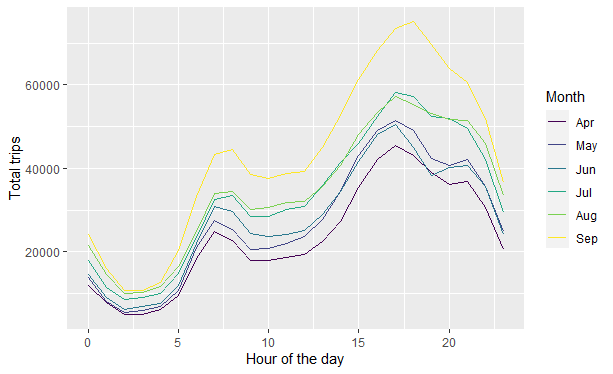 Total trips
60000
40000
20000
0
5
10
15
20
Hour of the day
Month
Apr
May
Jun
Jul
Aug
Sep